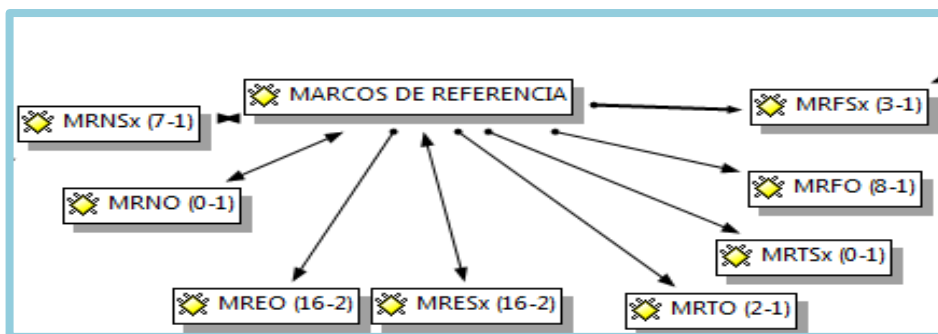 MARCOS DE REFERENCIA
MRNSx (7-1)
MRFSx (3-1)
MRNO (0-1)
MRFO (8-1)
MRTSx (0-1)
MREO (16-2)
MRESx (16-2)
MRTO (2-1)